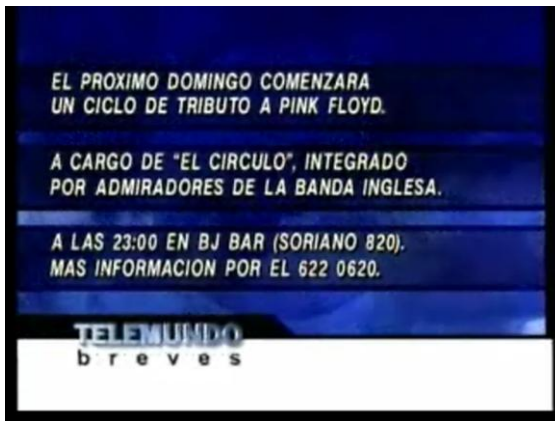 EL PROXIMO DOMINGO COMENZARA
UN CICLO DE TRIBUTO A PINK FLOYD.
A CARGO DE "EL CIRCULO", INTEGRADO
POR ADMIRADORES DE LA BANDA INGLESA.
A LAS 23:00 EN BJ BAR (SORIANO 820).
MAS INFORMACION POR EL 622 0620.
TELEMUNDO
breves